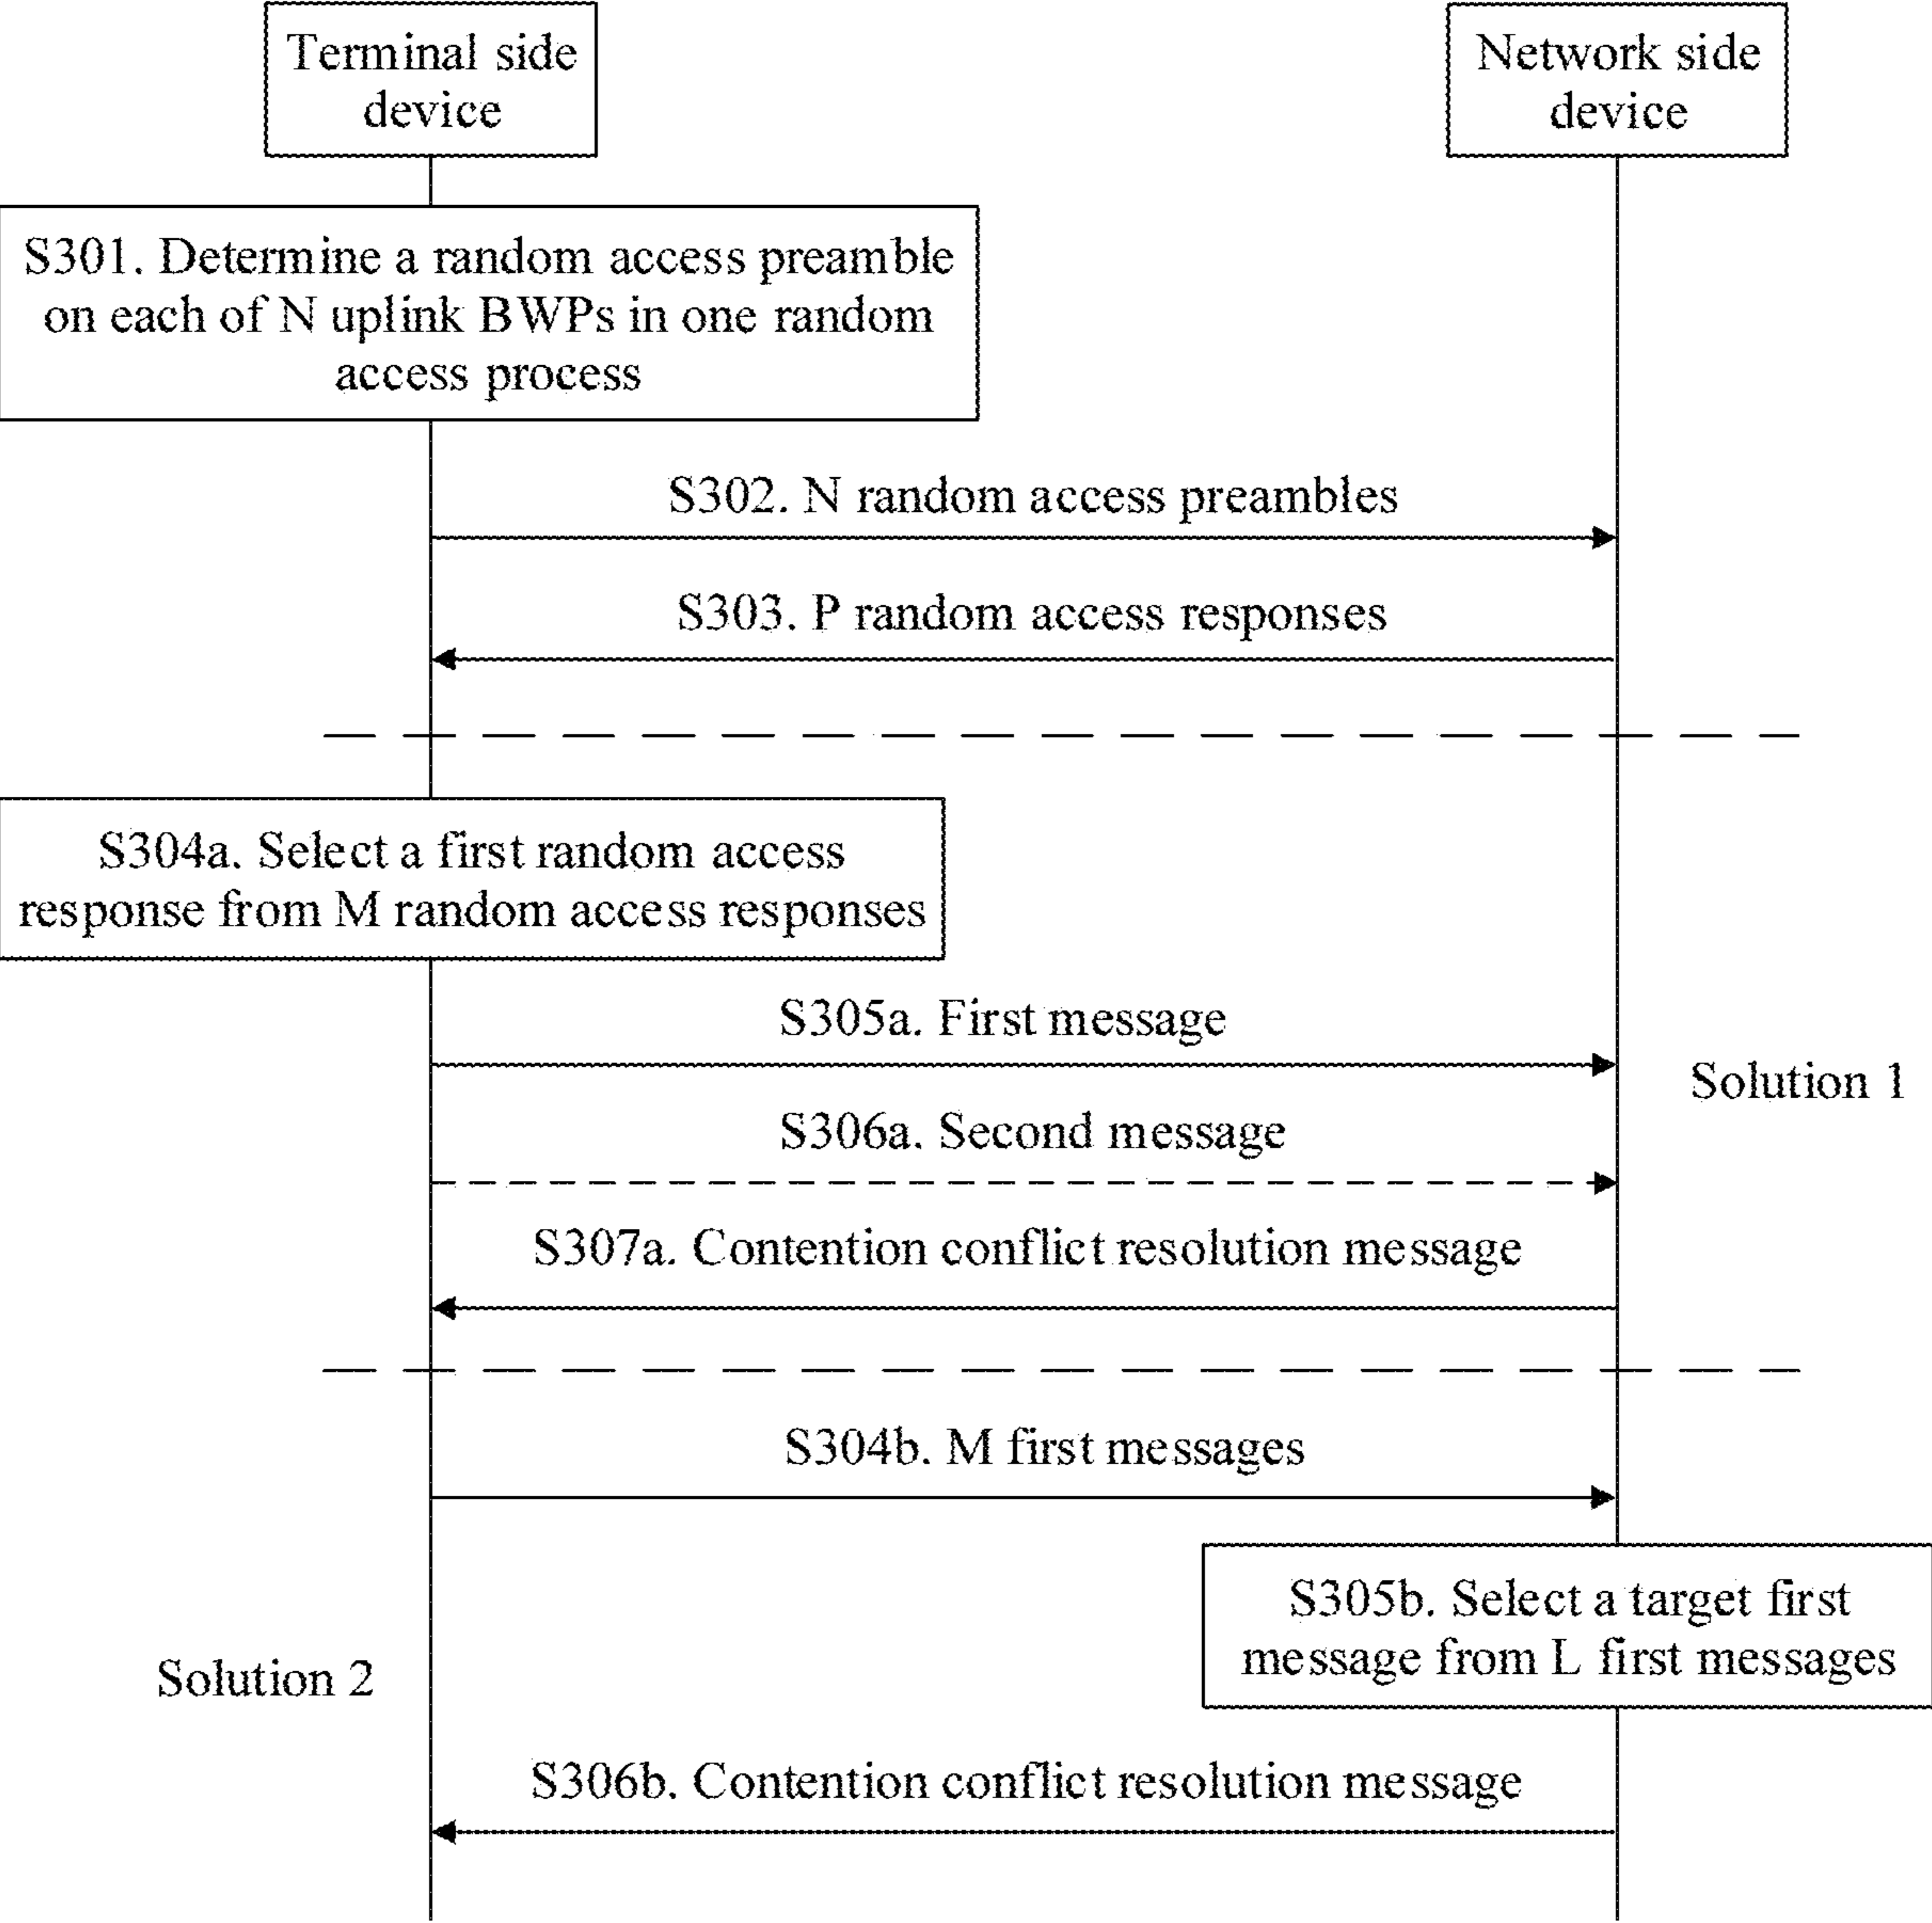 Terminal side
device
Network side
device
S301. Determine a random access preamble
on each of N uplink BWPs in one random
access process
S302. N random access preambles
S303. P random access responses
S304a. Select a first random access
response from M random access responses
S305a. First message
Solution 1
S306a. Second message
S307a. Contention conflict resolution message
S304b. M first messages
S305b. Select a target first
message from L first messages
Solution 2
S306b. Contention conflict resolution message